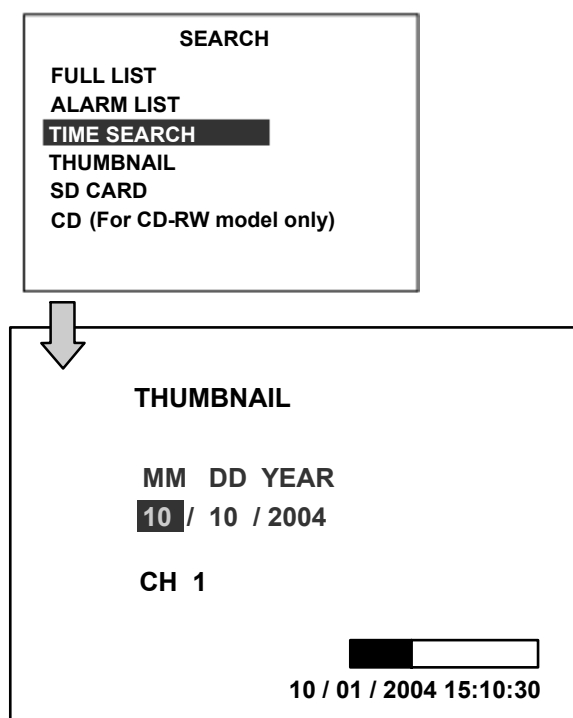 SEARCH
FULL LIST
ALARM LIST
TIME SEARCH
THUMBNAIL
SD CARD
CD (For CD-RW model only)
THUMBNAIL
MM DD YEAR
10 / 10 / 2004
CH 1
10 / 01 / 2004 15:10:30